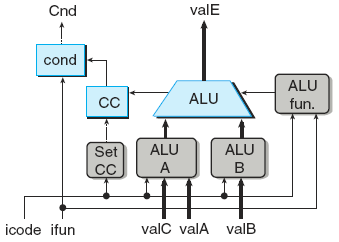 Cnd valE
cond
ALU
fun.
CC
ALU
Set
CC
ALU
A
ALU
B
icode ifun valC valA valB